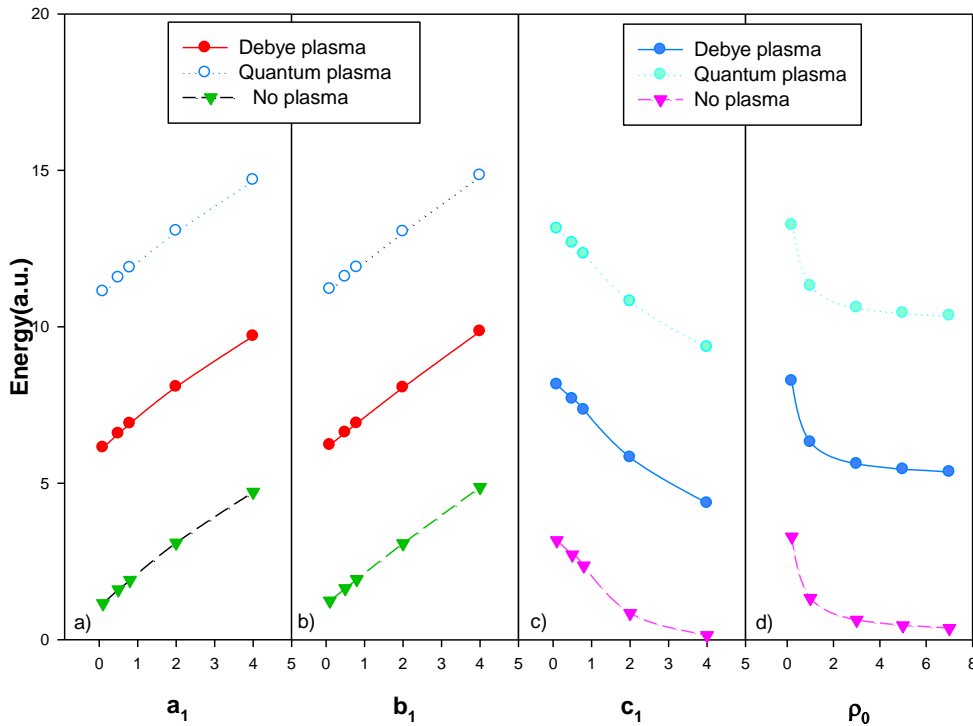 20
15
10
5
0
Energy(a.u.)
Debye plasma
Quantum plasma
No plasma
Debye plasma
Quantum plasma
No plasma
a)
b)
c)
d)
0 1 2 3 4 5
0 1 2 3 4 5
0 1 2 3 4 5
0 2 4 6 8
a1
b1
c1
ρ0